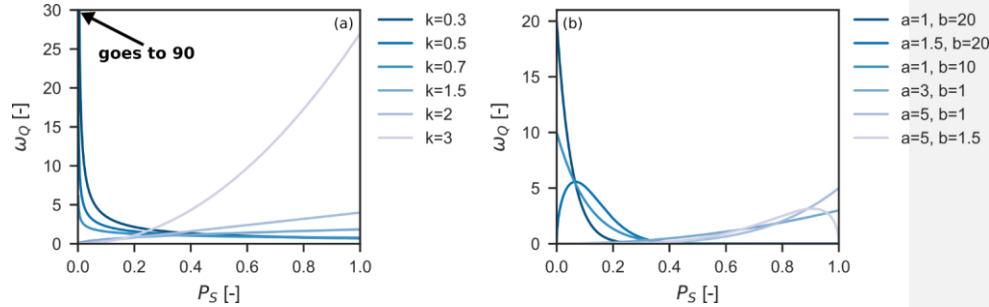 (a)
30
25
20
15
10
5
0
goes to 90
ω_Q [-]
0.0 0.2 0.4 0.6 0.8 1.0
P_S [-]
k=0.3
k=0.5
k=0.7
k=1.5
k=2
k=3
(b)
20
15
10
5
0
ω_Q [-]
0.0 0.2 0.4 0.6 0.8 1.0
P_S [-]
a=1, b=20
a=1.5, b=20
a=1, b=10
a=3, b=1
a=5, b=1
a=5, b=1.5